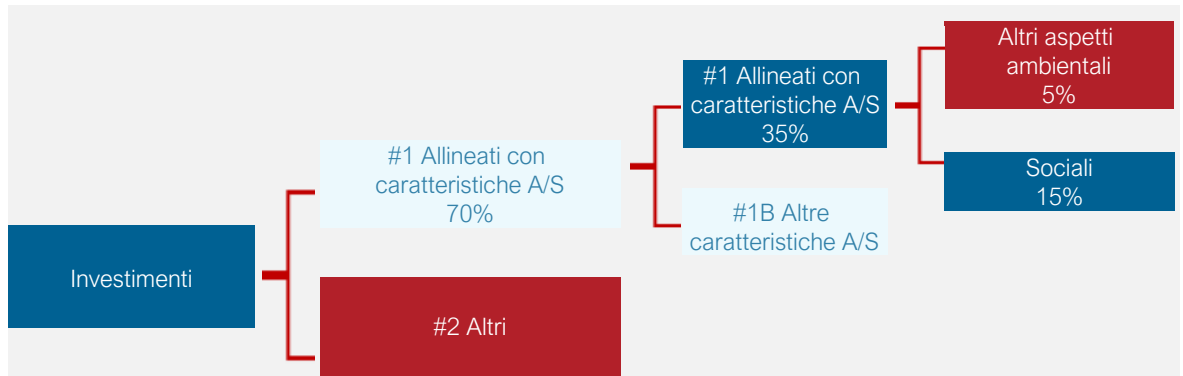 Investimenti
#1 Allineati con
caratteristiche A/S
70%
#2 Altri
#1 Allineati con
caratteristiche A/S
35%
#1B Altre
caratteristiche A/S
Altri aspetti
ambientali
5%
Sociali
15%